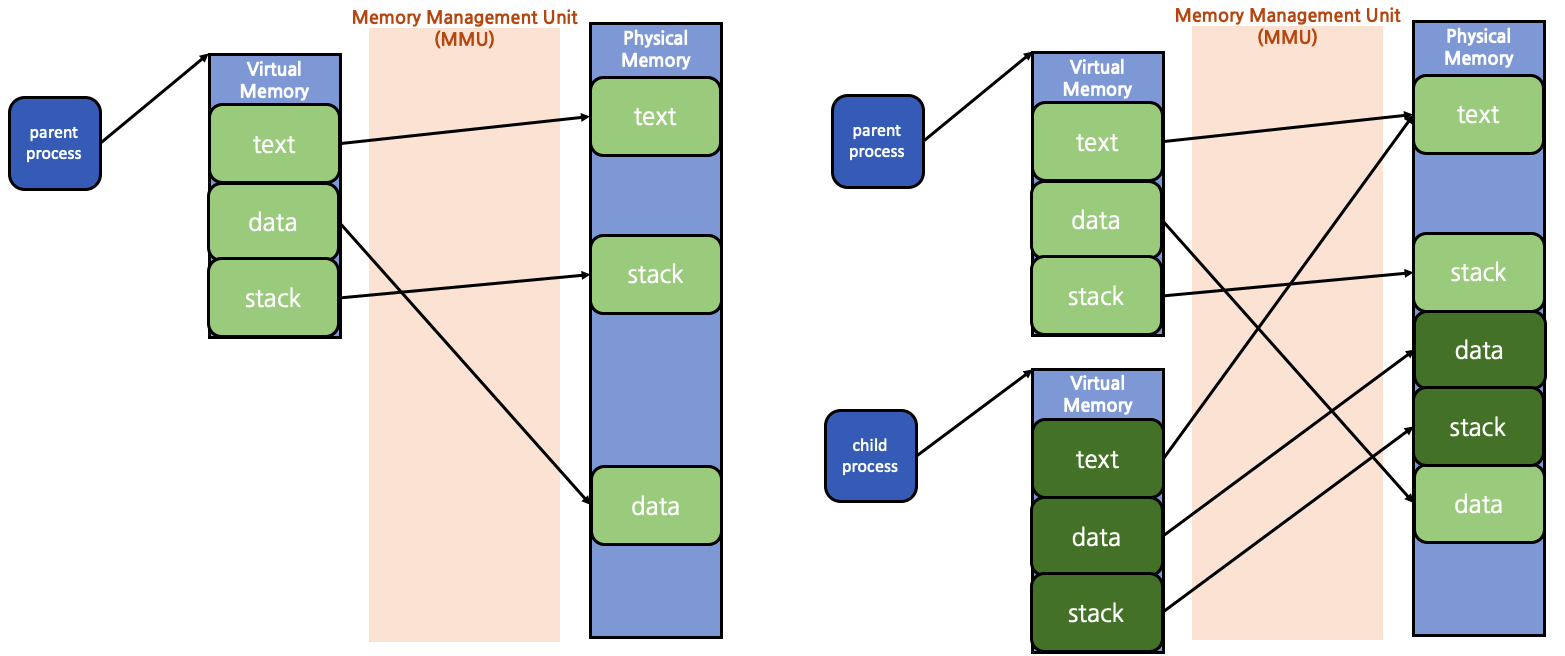 Memory Management Unit
(MMU)
Physical
Memory
Virtual
Memory
parent
process
text
data
stack
text
stack
data
Memory Management Unit
(MMU)
Physical
Memory
Virtual
Memory
parent
process
text
data
stack
Virtual
Memory
child
process
text
data
stack
text
stack
data
stack
data